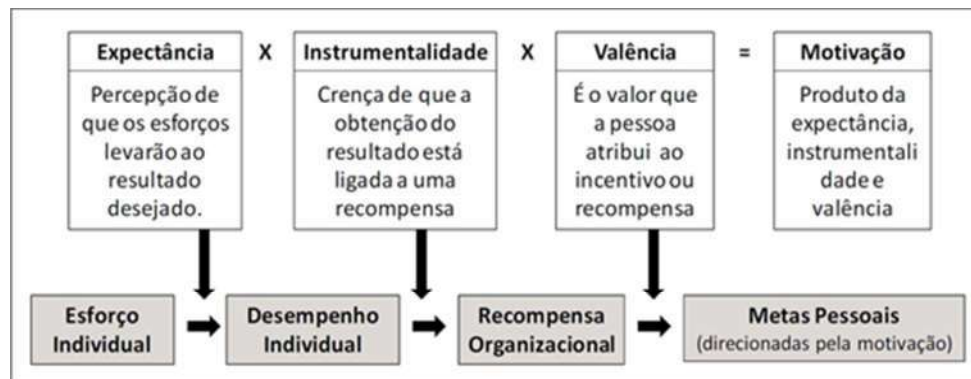 Expectância X Instrumentalidade X Valência = Motivação
Percepção de
que os esforços
levarão ao
resultado
desejado.
Crença de que a
obtenção do
resultado está
ligada a uma
recompensa
É o valor que
a pessoa
atribui ao
incentivo ou
recompensa
Produto da
expectância,
instrumentali
dade e
valência
Esforço
Individual
Desempenho
Individual
Recompensa
Organizacional
Metas Pessoais
(direcionadas pela motivação)